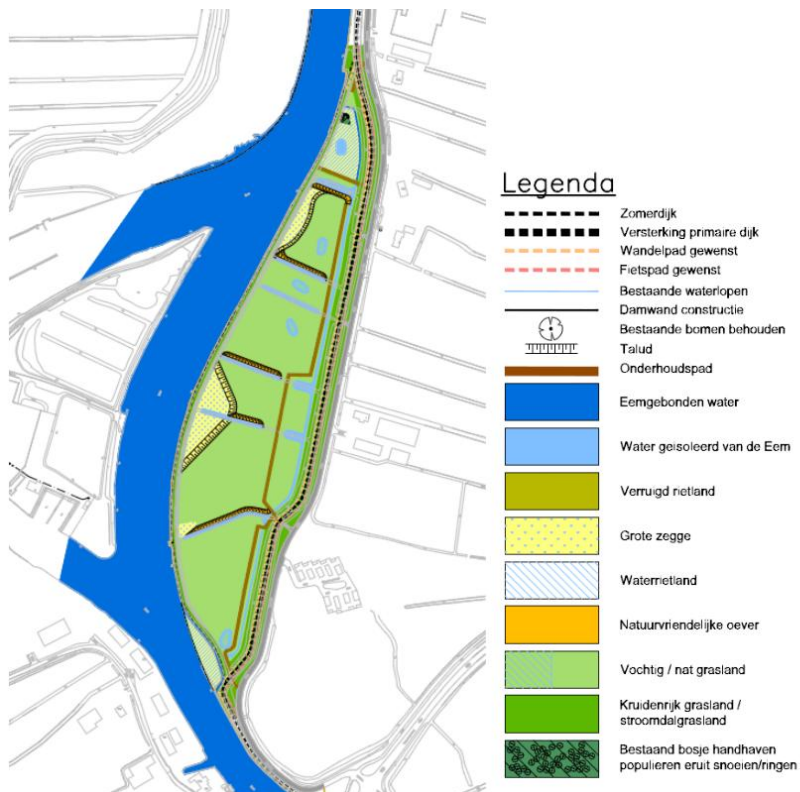 Legenda
Zomerdijk
Versterking primaire dijk
Wandelpad gewenst
Fietspad gewenst
Bestaande waterlopen
Damwand constructie
Bestaande bomen behouden
Talud
Onderhoudspad
Eemgebonden water
Water geisoleerd van de Eem
Verruigd rietland
Grote zegge
Waterrietland
Natuurvriendelijke oever
Vochtig / nat grasland
Kruidenrijk grasland /
stroomdalgrasland
Bestaand bosje handhaven
populieren eruit snoeien/ringen